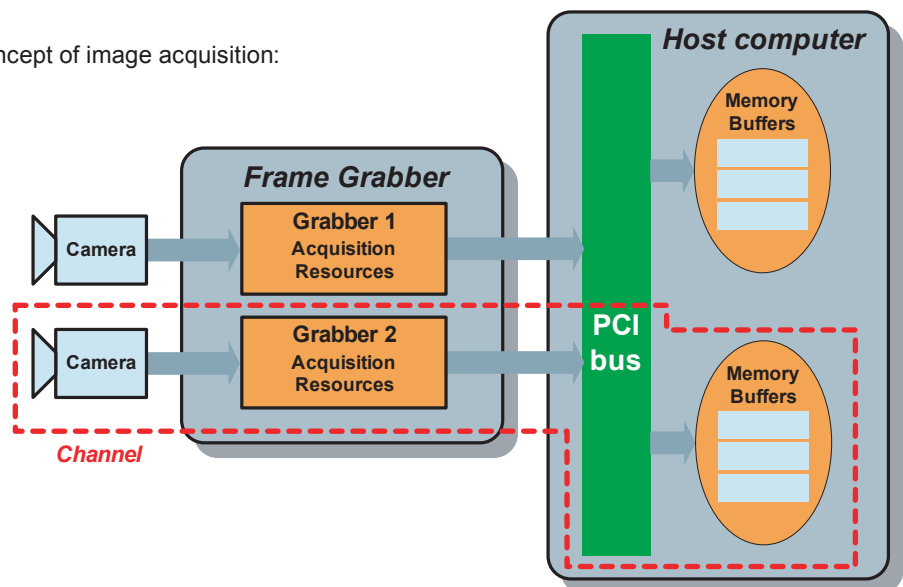 ncept of image acquisition:
Host computer
Memory
Buffers
Frame Grabber
Camera
Grabber 1
Acquisition
Resources
Camera
Grabber 2
Acquisition
Resources
PCI
bus
Memory
Buffers
Channel